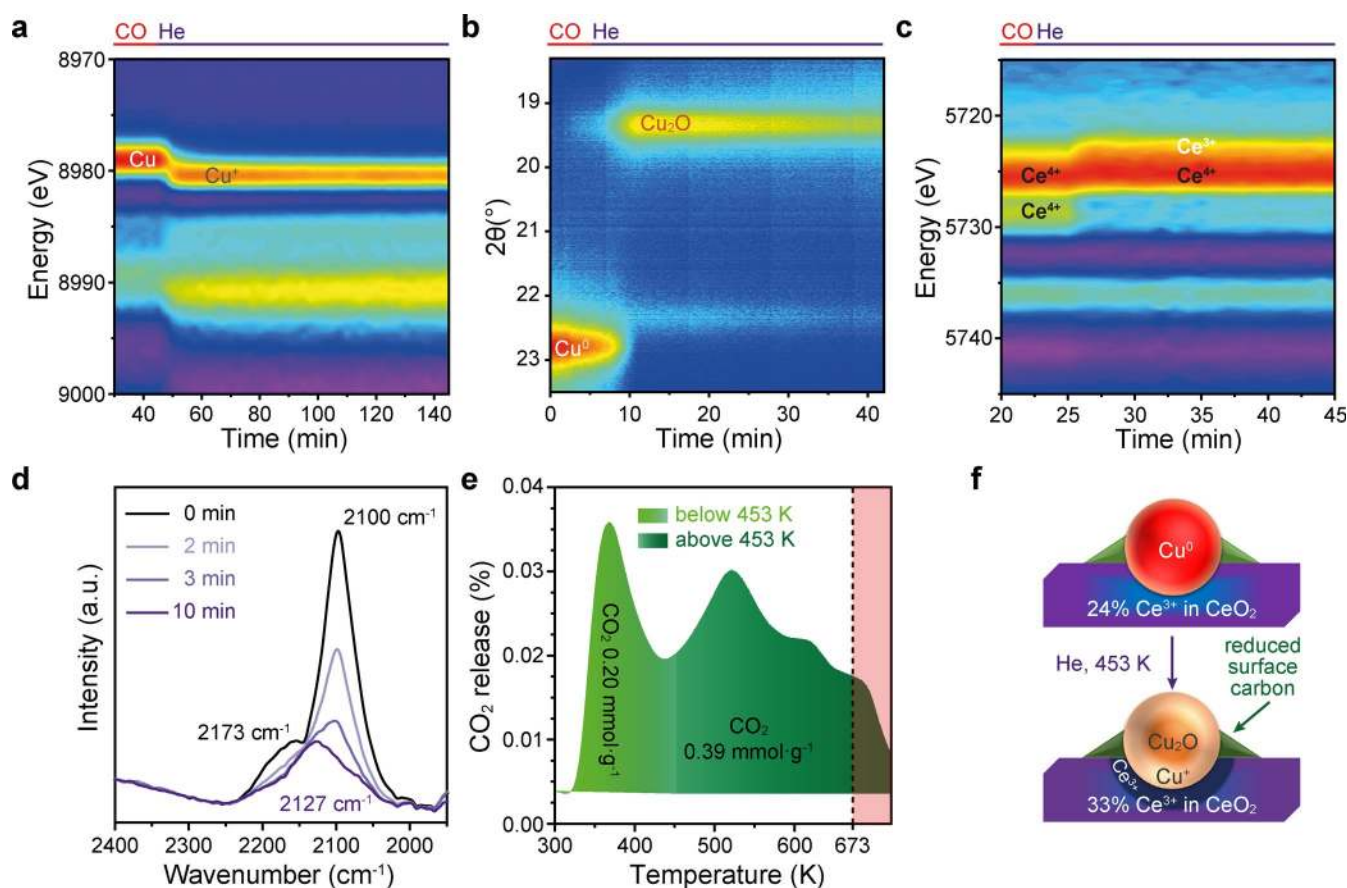 a
CO He
8970
8980
8990
9000
Energy (eV)
Cu
Cu⁺
40 60 80 100 120 140
Time (min)
b
CO He
19
20
21
22
23
2θ(°)
Cu₂O
Cu⁰
0 10 20 30 40
Time (min)
c
CO He
5720
5730
5740
Energy (eV)
Ce³⁺
Ce⁴⁺ Ce⁴⁺
Ce⁴⁺
20 25 30 35 40 45
Time (min)
d
0 min
2 min
3 min
10 min
2100 cm⁻¹
2173 cm⁻¹
2127 cm⁻¹
Intensity (a.u.)
2400 2300 2200 2100 2000
Wavenumber (cm⁻¹)
e
0.04
0.03
0.02
0.01
0.00
CO₂ release (%)
below 453 K
above 453 K
CO₂ 0.20 mmol·g⁻¹
CO₂
0.39 mmol·g⁻¹
300 400 500 600 673
Temperature (K)
f
Cu⁰
24% Ce³⁺ in CeO₂
He, 453 K
reduced
surface
carbon
Cu₂O
Cu⁺
Ce³⁺
33% Ce³⁺ in CeO₂